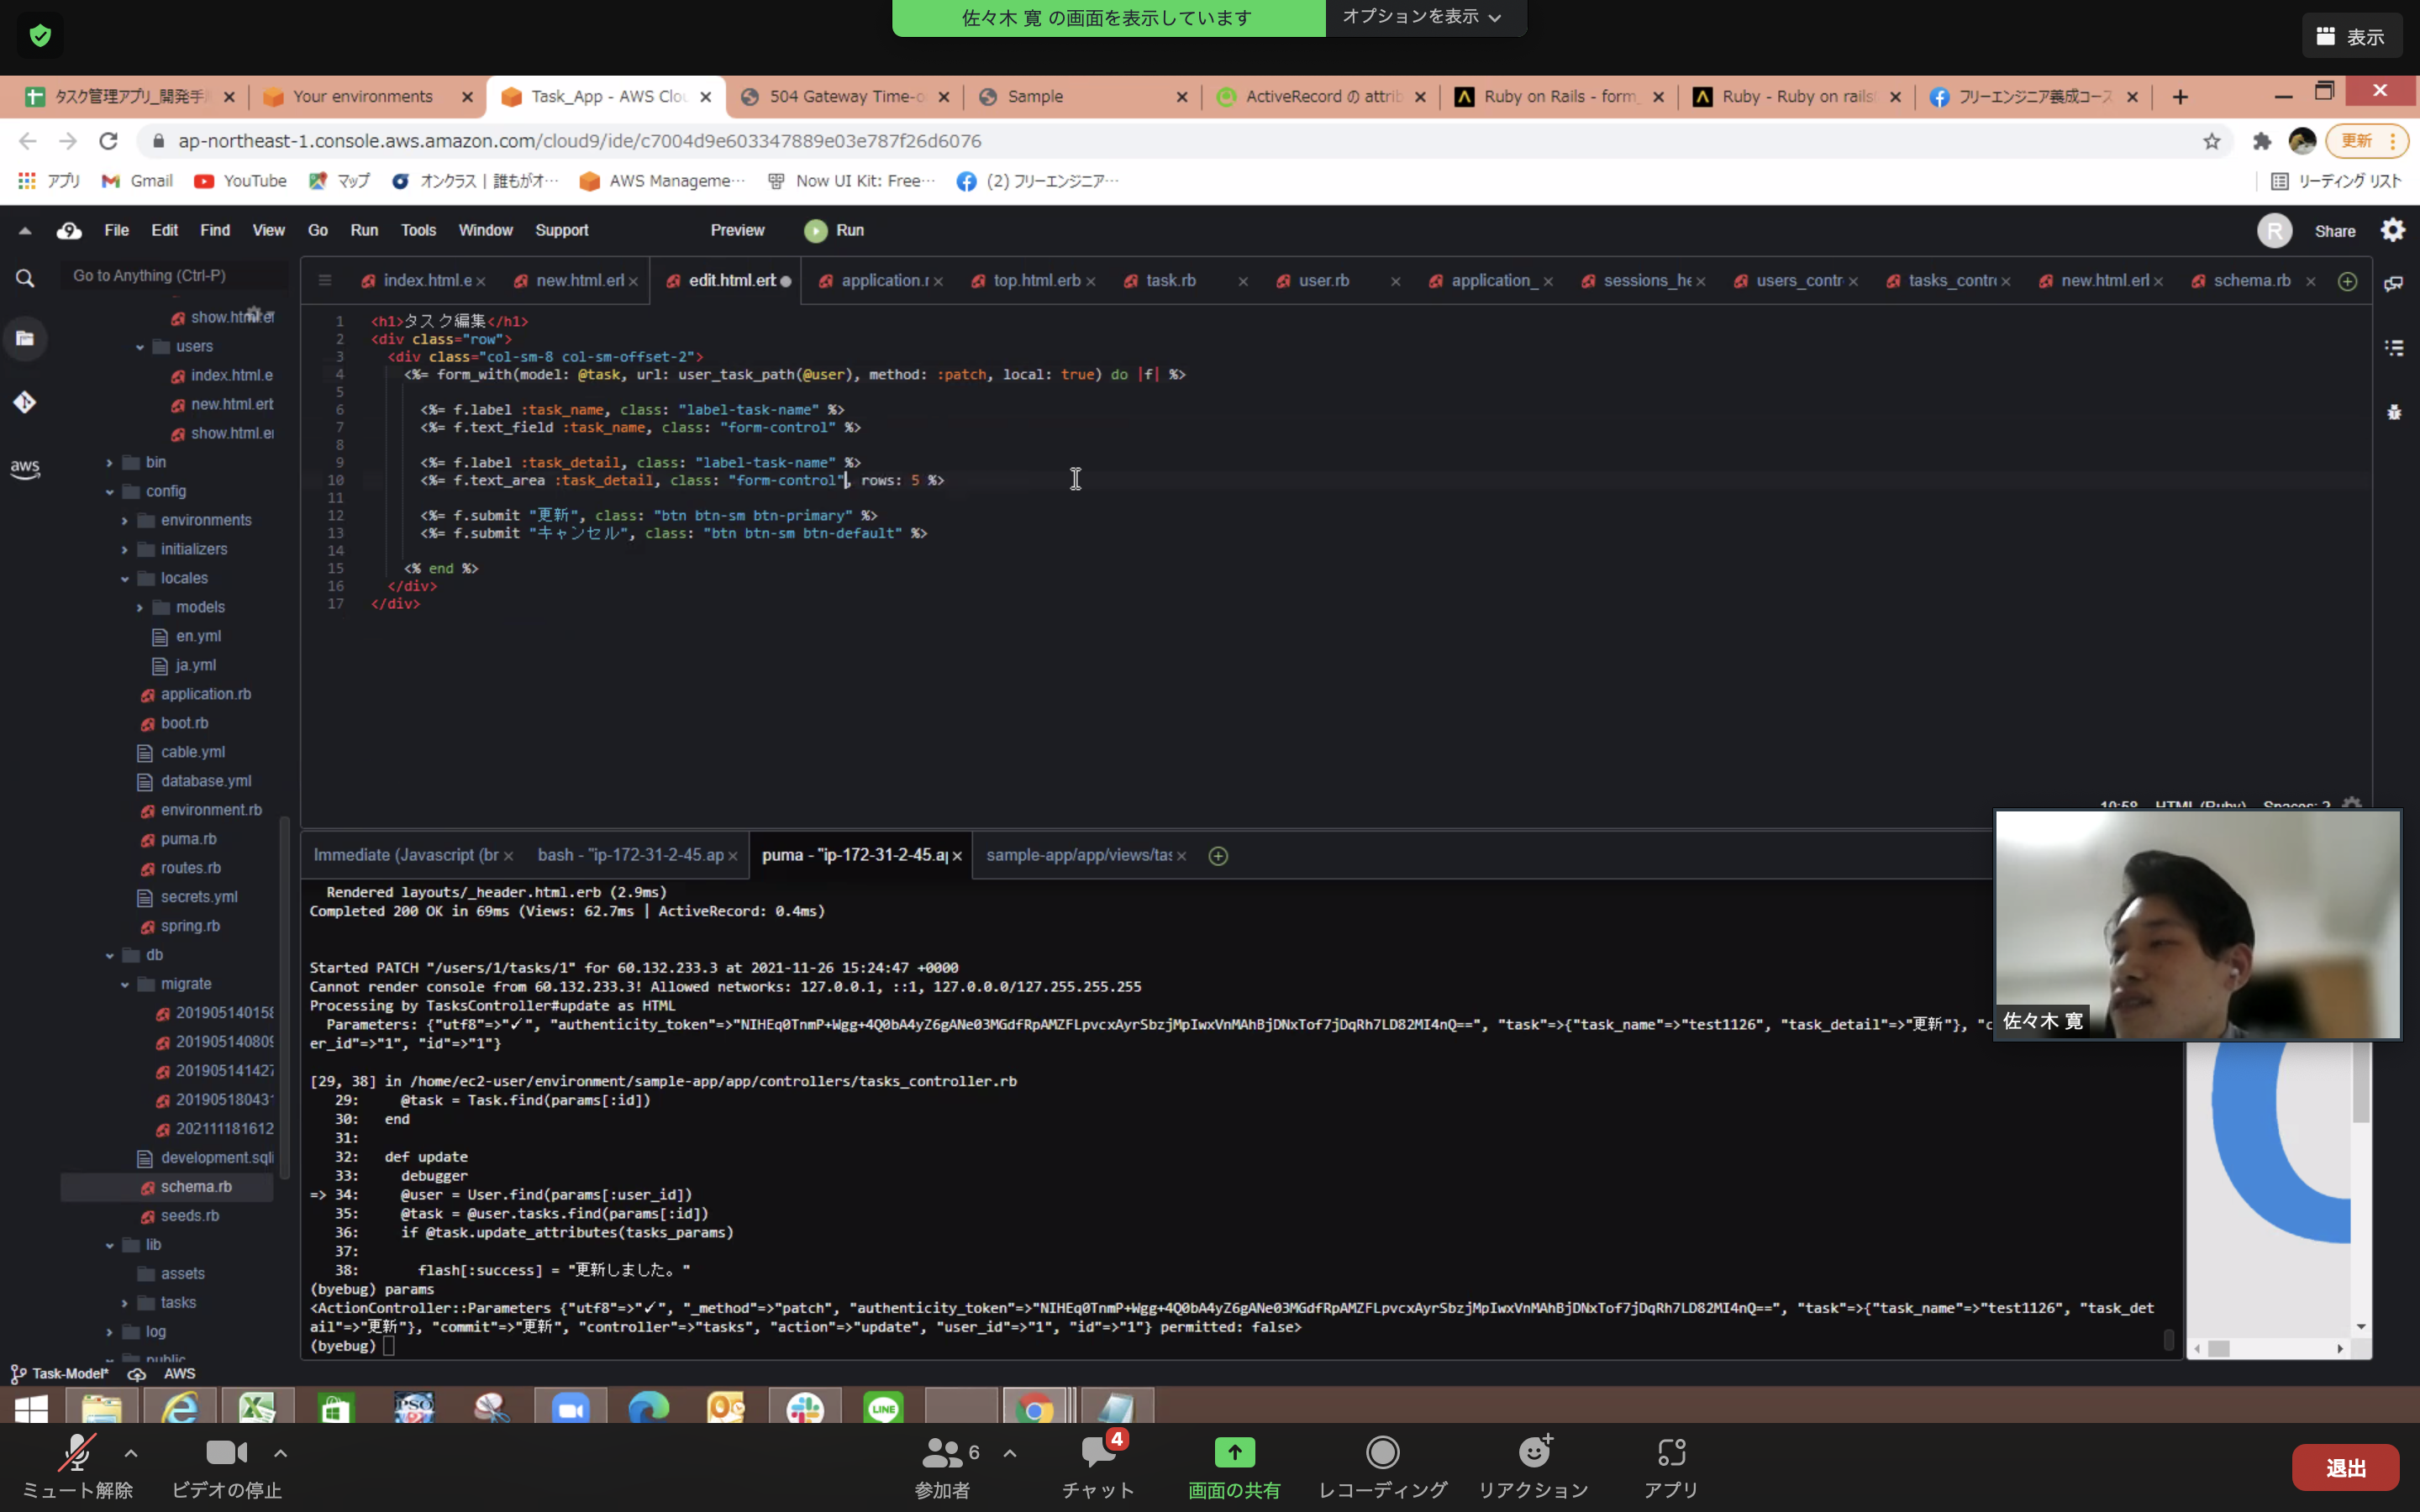 佐々木 寛 の画面を表示しています
オプションを表示
表示
タスク管理アプリ_開発手
Your environments
Task_App - AWS Clo
504 Gateway Time-o
Sample
ActiveRecord の attrib
Ruby on Rails - form_
Ruby - Ruby on rails
フリーエンジニア養成コース
ap-northeast-1.console.aws.amazon.com/cloud9/ide/c7004d9e603347889e03e787f26d6076
更新
アプリ
Gmail
YouTube
マップ
オンクラス | 誰もがオ…
AWS Manageme…
Now UI Kit: Free…
(2) フリーエンジニア…
リーディング リスト
File Edit Find View Go Run Tools Window Support
Preview
Run
R
Share
Go to Anything (Ctrl-P)
index.html.e
new.html.erl
edit.html.ert
application.r
top.html.erb
task.rb
user.rb
application_
sessions_he
users_contr
tasks_contr
new.html.erl
schema.rb
show.html.er
users
index.html.e
new.html.erb
show.html.er
bin
config
environments
initializers
locales
models
en.yml
ja.yml
application.rb
boot.rb
cable.yml
database.yml
environment.rb
puma.rb
routes.rb
secrets.yml
spring.rb
db
migrate
201905140158
201905140809
201905141427
201905180431
202111181612
development.sqli
schema.rb
seeds.rb
lib
assets
tasks
log
public
aws
1 <h1>タスク編集</h1>
2 <div class="row">
3 <div class="col-sm-8 col-sm-offset-2">
4 <%= form_with(model: @task, url: user_task_path(@user), method: :patch, local: true) do |f| %>
5
6 <%= f.label :task_name, class: "label-task-name" %>
7 <%= f.text_field :task_name, class: "form-control" %>
8
9 <%= f.label :task_detail, class: "label-task-name" %>
10 <%= f.text_area :task_detail, class: "form-control", rows: 5 %>
11
12 <%= f.submit "更新", class: "btn btn-sm btn-primary" %>
13 <%= f.submit "キャンセル", class: "btn btn-sm btn-default" %>
14
15 <% end %>
16 </div>
17 </div>
10:58 HTML (Ruby) Spaces: 2
Immediate (Javascript (br
bash - "ip-172-31-2-45.ap
puma - "ip-172-31-2-45.a
sample-app/app/views/tas
Rendered layouts/_header.html.erb (2.9ms)
Completed 200 OK in 69ms (Views: 62.7ms | ActiveRecord: 0.4ms)
Started PATCH "/users/1/tasks/1" for 60.132.233.3 at 2021-11-26 15:24:47 +0000
Cannot render console from 60.132.233.3! Allowed networks: 127.0.0.1, ::1, 127.0.0.0/127.255.255.255
Processing by TasksController#update as HTML
Parameters: {"utf8"=>"✓", "authenticity_token"=>"NIHEq0TnmP+Wgg+4Q0bA4yZ6gANe03MGdfRpAMZFLpvcxAyrSbzjMpIwxVnMAhBjDNxTof7jDqRh7LD82MI4nQ==", "task"=>{"task_name"=>"test1126", "task_detail"=>"更新"}, "c
er_id"=>"1", "id"=>"1"}
[29, 38] in /home/ec2-user/environment/sample-app/app/controllers/tasks_controller.rb
29: @task = Task.find(params[:id])
30: end
31:
32: def update
33: debugger
=> 34: @user = User.find(params[:user_id])
35: @task = @user.tasks.find(params[:id])
36: if @task.update_attributes(tasks_params)
37:
38: flash[:success] = "更新しました。"
(byebug) params
<ActionController::Parameters {"utf8"=>"✓", "_method"=>"patch", "authenticity_token"=>"NIHEq0TnmP+Wgg+4Q0bA4yZ6gANe03MGdfRpAMZFLpvcxAyrSbzjMpIwxVnMAhBjDNxTof7jDqRh7LD82MI4nQ==", "task"=>{"task_name"=>"test1126", "task_det
ail"=>"更新"}, "commit"=>"更新", "controller"=>"tasks", "action"=>"update", "user_id"=>"1", "id"=>"1"} permitted: false>
(byebug)
佐々木 寛
Task-Model*
AWS
PSO
LINE
ミュート解除
ビデオの停止
6
参加者
4
チャット
画面の共有
レコーディング
リアクション
アプリ
退出